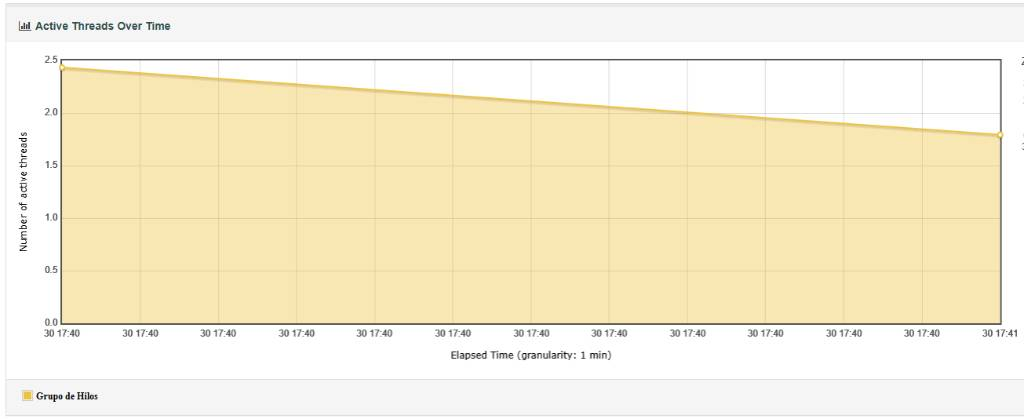 Active Threads Over Time
2.5
2.0
1.5
1.0
0.5
0.0
Number of active threads
30 17:40 30 17:40 30 17:40 30 17:40 30 17:40 30 17:40 30 17:40 30 17:40 30 17:40 30 17:40 30 17:40 30 17:40 30 17:41
Elapsed Time (granularity: 1 min)
Grupo de Hilos